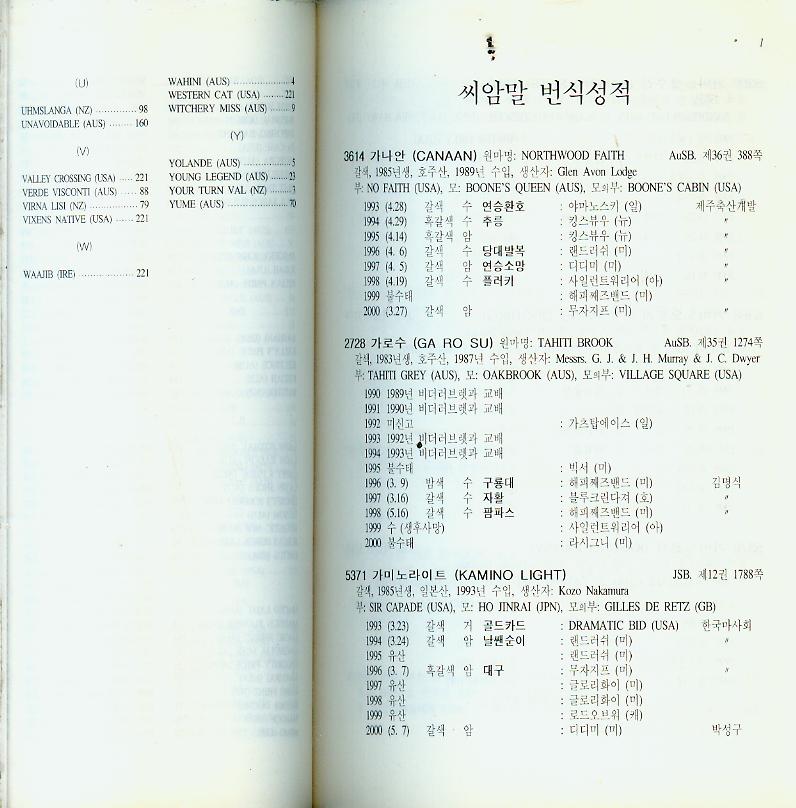 (U)
UHMSLANGA (NZ) .............. 98
UNAVOIDABLE (AUS) ........ 160
(V)
VALLEY CROSSING (USA) ..... 221
VERDE VISCONTI (AUS) ....... 88
VIRNA LISI (NZ) ................. 79
VIXENS NATIVE (USA) ...... 221
(W)
WAAJIB (IRE) ................... 221
WAHINI (AUS) .................... 4
WESTERN CAT (USA) ........ 221
WITCHERY MISS (AUS) ........ 9
(Y)
YOLANDE (AUS) .................. 5
YOUNG LEGEND (AUS) ....... 23
YOUR TURN VAL (NZ) .......... 3
YUME (AUS) ...................... 70
1
씨암말 번식성적
3614 가나안 (CANAAN) 원마명: NORTHWOOD FAITH AuSB. 제36권 388쪽
갈색, 1985년생, 호주산, 1989년 수입, 생산자: Glen Avon Lodge
부: NO FAITH (USA), 모: BOONE'S QUEEN (AUS), 모의부: BOONE'S CABIN (USA)
1993 (4.28) 갈색 수 연승환호 : 야마노스키 (일) 제주축산개발
1994 (4.29) 흑갈색 수 추릉 : 킹스뷰우 (뉴) 〃
1995 (4.14) 흑갈색 암 : 킹스뷰우 (뉴) 〃
1996 (4. 6) 갈색 수 당대발복 : 랜드러쉬 (미) 〃
1997 (4. 5) 갈색 암 연승소망 : 디디미 (미) 〃
1998 (4.19) 갈색 수 플러키 : 사일런트워리어 (아) 〃
1999 불수태 : 해피째즈밴드 (미)
2000 (3.27) 갈색 암 : 무자지프 (미) 〃
2728 가로수 (GA RO SU) 원마명: TAHITI BROOK AuSB. 제35권 1274쪽
갈색, 1983년생, 호주산, 1987년 수입, 생산자: Messrs. G. J. & J. H. Murray & J. C. Dwyer
부: TAHITI GREY (AUS), 모: OAKBROOK (AUS), 모의부: VILLAGE SQUARE (USA)
1990 1989년 비더러브렛과 교배
1991 1990년 비더러브렛과 교배
1992 미신고 : 가츠탑에이스 (일)
1993 1992년 비더러브렛과 교배
1994 1993년 비더러브렛과 교배
1995 불수태 : 빅서 (미)
1996 (3. 9) 밤색 수 구룡대 : 해피째즈밴드 (미) 김명식
1997 (3.16) 갈색 수 자활 : 블루크린다져 (호) 〃
1998 (5.16) 갈색 수 팜파스 : 해피째즈밴드 (미) 〃
1999 수 (생후사망) : 사일런트워리어 (아)
2000 불수태 : 라시그니 (미)
5371 가미노라이트 (KAMINO LIGHT) JSB. 제12권 1788쪽
갈색, 1985년생, 일본산, 1993년 수입, 생산자: Kozo Nakamura
부: SIR CAPADE (USA), 모: HO JINRAI (JPN), 모의부: GILLES DE RETZ (GB)
1993 (3.23) 갈색 거 골드카드 : DRAMATIC BID (USA) 한국마사회
1994 (3.24) 갈색 암 닐쌘순이 : 랜드러쉬 (미) 〃
1995 유산 : 랜드러쉬 (미)
1996 (3. 7) 흑갈색 암 대구 : 무자지프 (미) 〃
1997 유산 : 글로리화이 (미)
1998 유산 : 글로리화이 (미)
1999 유산 : 로드오브워 (캐)
2000 (5. 7) 갈색 암 : 디디미 (미) 박성구